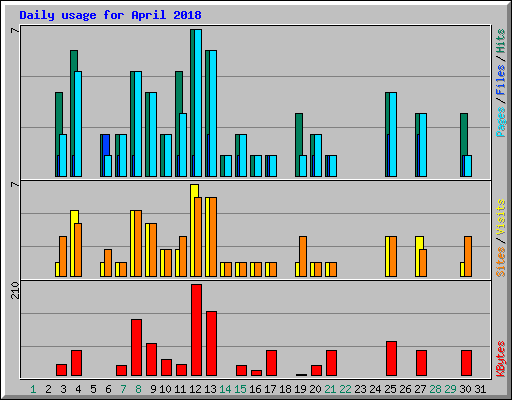 Daily usage for April 2018
7
Pages / Files / Hits
7
Sites / Visits
210
KBytes
1 2 3 4 5 6 7 8 9 10 11 12 13 14 15 16 17 18 19 20 21 22 23 24 25 26 27 28 29 30 31